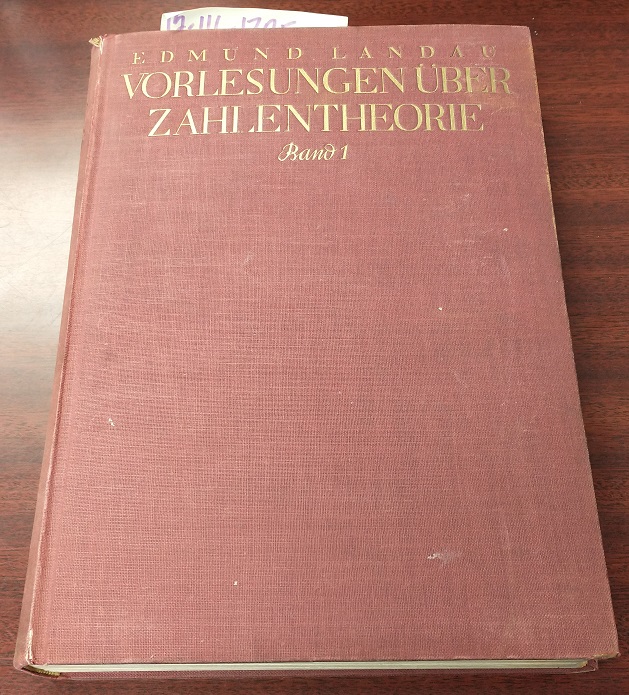 EDMUND LANDAU
VORLESUNGEN ÜBER
ZAHLENTHEORIE
Band 1